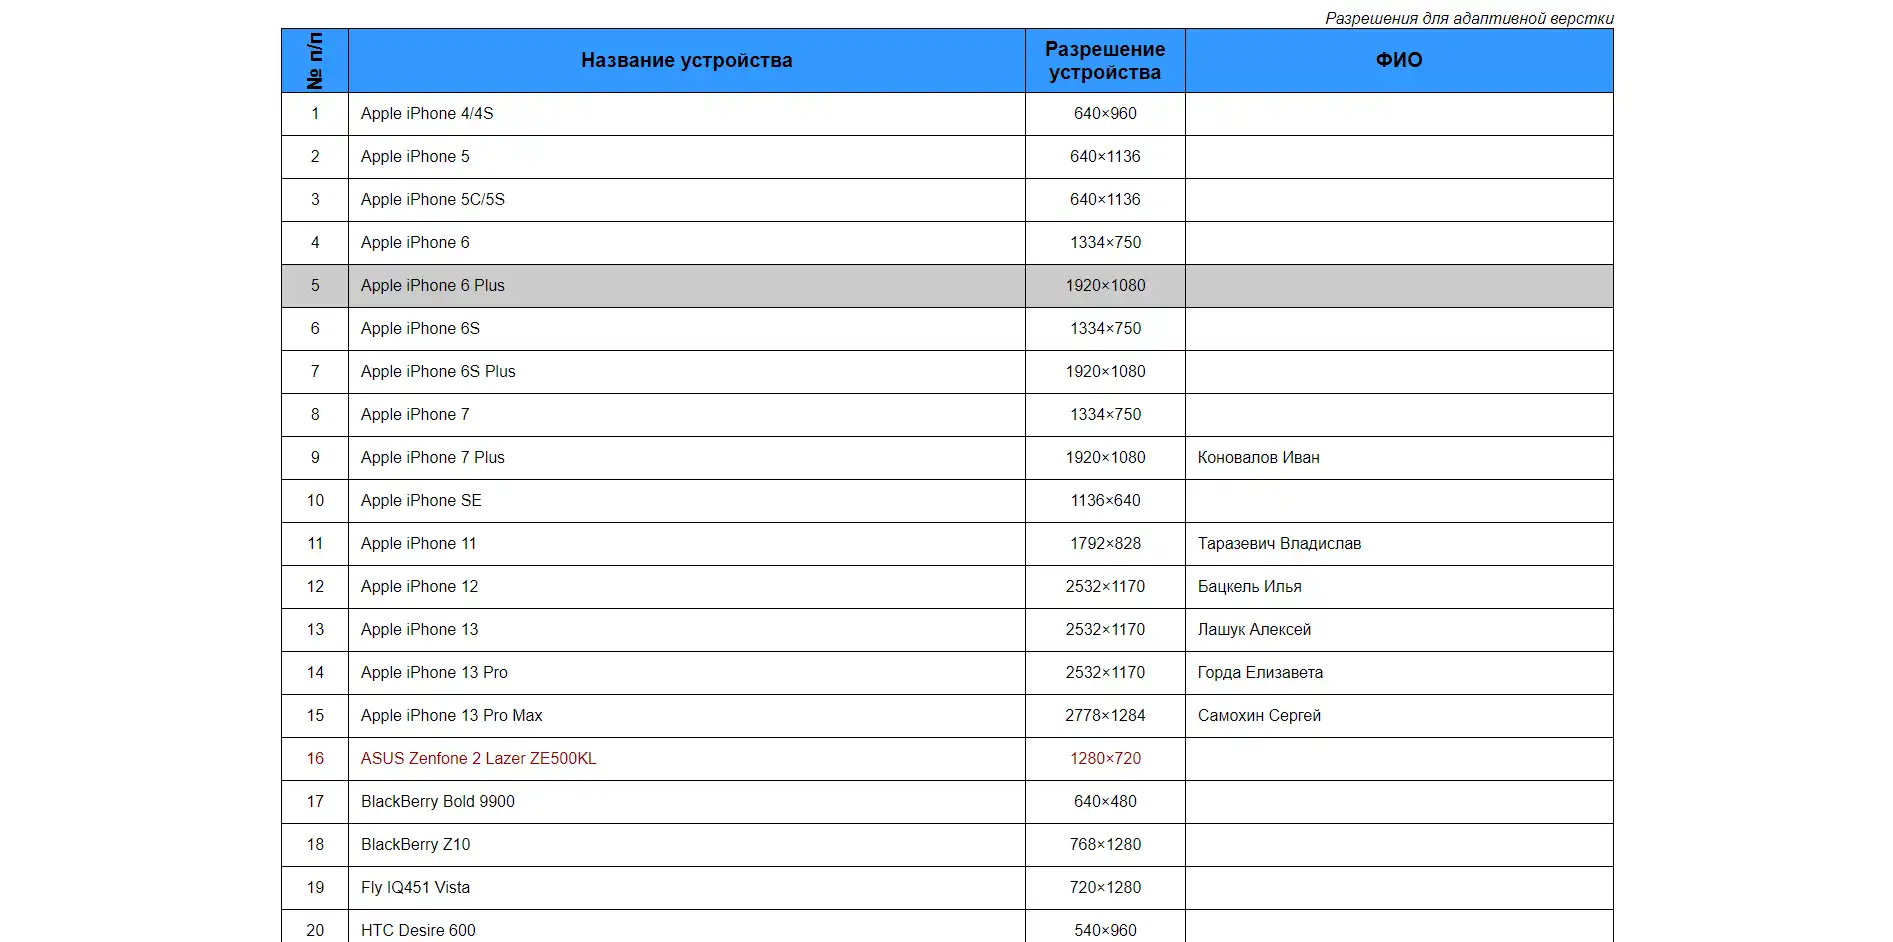 Разрешения для адаптивной верстки
№ п/п Название устройства Разрешение устройства ФИО
1 Apple iPhone 4/4S 640×960
2 Apple iPhone 5 640×1136
3 Apple iPhone 5C/5S 640×1136
4 Apple iPhone 6 1334×750
5 Apple iPhone 6 Plus 1920×1080
6 Apple iPhone 6S 1334×750
7 Apple iPhone 6S Plus 1920×1080
8 Apple iPhone 7 1334×750
9 Apple iPhone 7 Plus 1920×1080 Коновалов Иван
10 Apple iPhone SE 1136×640
11 Apple iPhone 11 1792×828 Таразевич Владислав
12 Apple iPhone 12 2532×1170 Бацкель Илья
13 Apple iPhone 13 2532×1170 Лашук Алексей
14 Apple iPhone 13 Pro 2532×1170 Горда Елизавета
15 Apple iPhone 13 Pro Max 2778×1284 Самохин Сергей
16 ASUS Zenfone 2 Lazer ZE500KL 1280×720
17 BlackBerry Bold 9900 640×480
18 BlackBerry Z10 768×1280
19 Fly IQ451 Vista 720×1280
20 HTC Desire 600 540×960